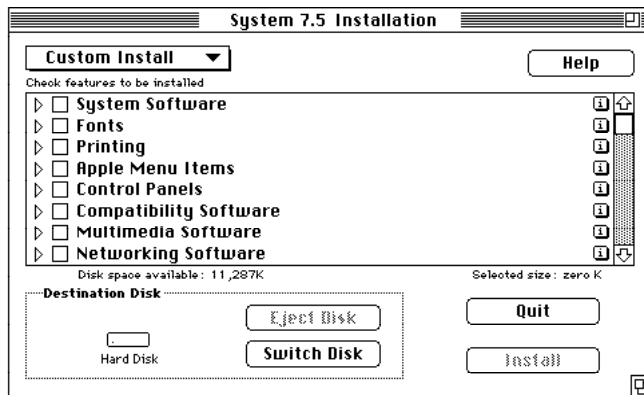 System 7.5 Installation
Custom Install
Help
Check features to be installed
System Software
Fonts
Printing
Apple Menu Items
Control Panels
Compatibility Software
Multimedia Software
Networking Software
Disk space available: 11,287K
Selected size: zero K
Destination Disk
Eject Disk
Quit
Hard Disk
Switch Disk
Install